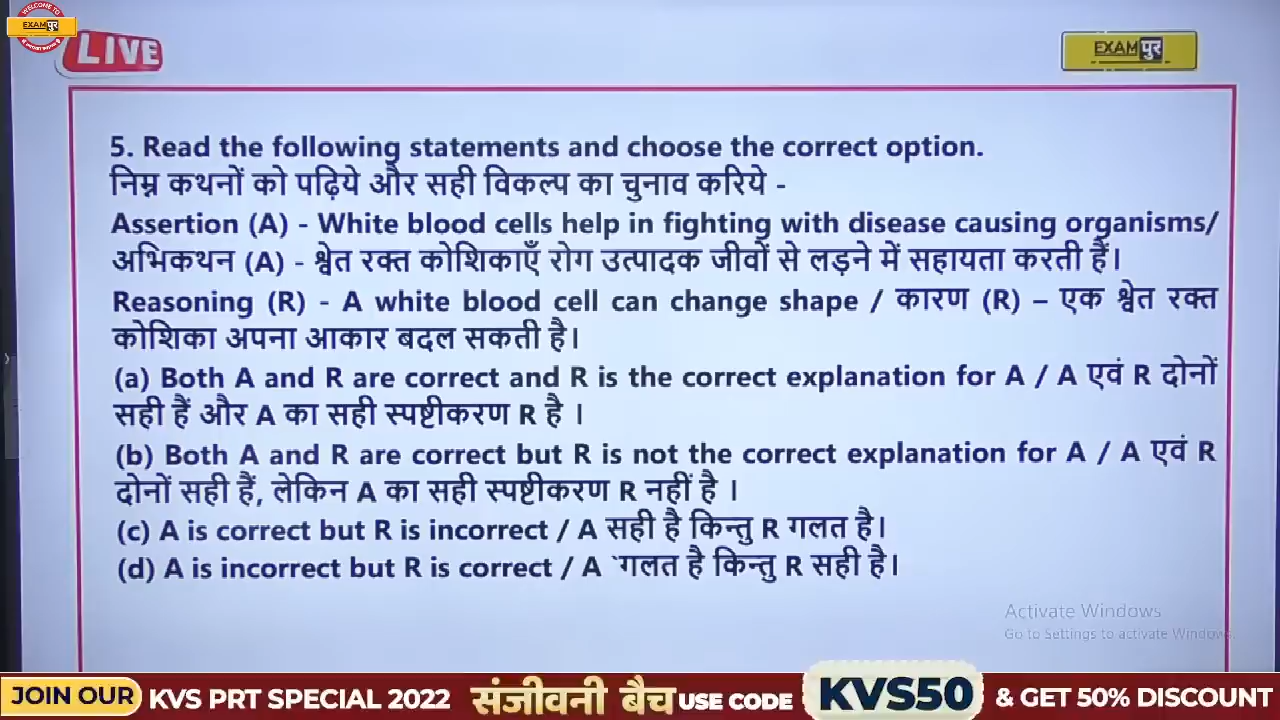 WELCOME TO
EXAMपुर
LIVE
EXAMपुर
5. Read the following statements and choose the correct option.
निम्न कथनों को पढ़िये और सही विकल्प का चुनाव करिये -
Assertion (A) - White blood cells help in fighting with disease causing organisms/
अभिकथन (A) - श्वेत रक्त कोशिकाएँ रोग उत्पादक जीवों से लड़ने में सहायता करती हैं।
Reasoning (R) - A white blood cell can change shape / कारण (R) – एक श्वेत रक्त
कोशिका अपना आकार बदल सकती है।
(a) Both A and R are correct and R is the correct explanation for A / A एवं R दोनों
सही हैं और A का सही स्पष्टीकरण R है ।
(b) Both A and R are correct but R is not the correct explanation for A / A एवं R
दोनों सही हैं, लेकिन A का सही स्पष्टीकरण R नहीं है ।
(c) A is correct but R is incorrect / A सही है किन्तु R गलत है।
(d) A is incorrect but R is correct / A `गलत है किन्तु R सही है।
Activate Windows
Go to Settings to activate Windows.
JOIN OUR KVS PRT SPECIAL 2022 संजीवनी बैच USE CODE KVS50 & GET 50% DISCOUNT